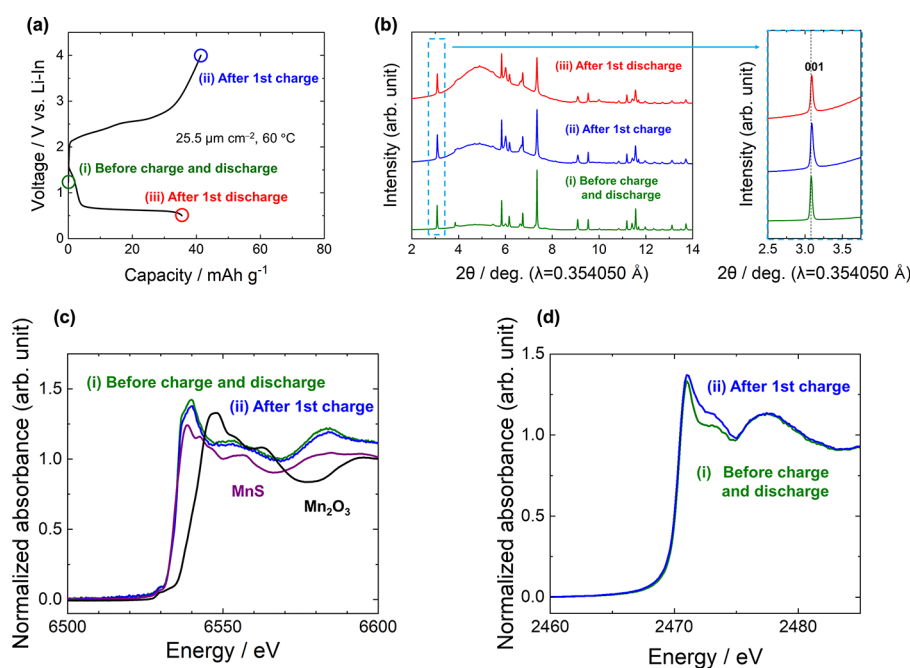 (a)
Voltage / V vs. Li-In
5
4
3
2
1
0
(ii) After 1st charge
25.5 μm cm⁻², 60 °C
(i) Before charge and discharge
(iii) After 1st discharge
0 20 40 60 80
Capacity / mAh g⁻¹
(b)
Intensity (arb. unit)
(iii) After 1st discharge
(ii) After 1st charge
(i) Before charge
and discharge
2 4 6 8 10 12 14
2θ / deg. (λ=0.354050 Å)
Intensity (arb. unit)
001
2.5 3.0 3.5
2θ / deg. (λ=0.354050 Å)
(c)
Normalized absorbance (arb. unit)
1.5
1.0
0.5
0.0
(i) Before charge and discharge
(ii) After 1st charge
MnS
Mn₂O₃
6500 6550 6600
Energy / eV
(d)
Normalized absorbance (arb. unit)
1.5
1.0
0.5
0.0
(ii) After 1st charge
(i) Before charge
and discharge
2460 2470 2480
Energy / eV